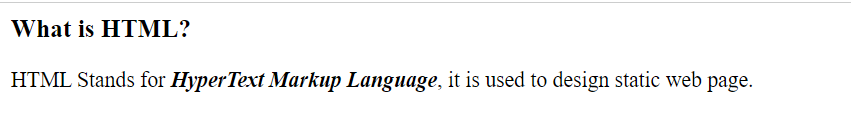 What is HTML?
HTML Stands for HyperText Markup Language, it is used to design static web page.